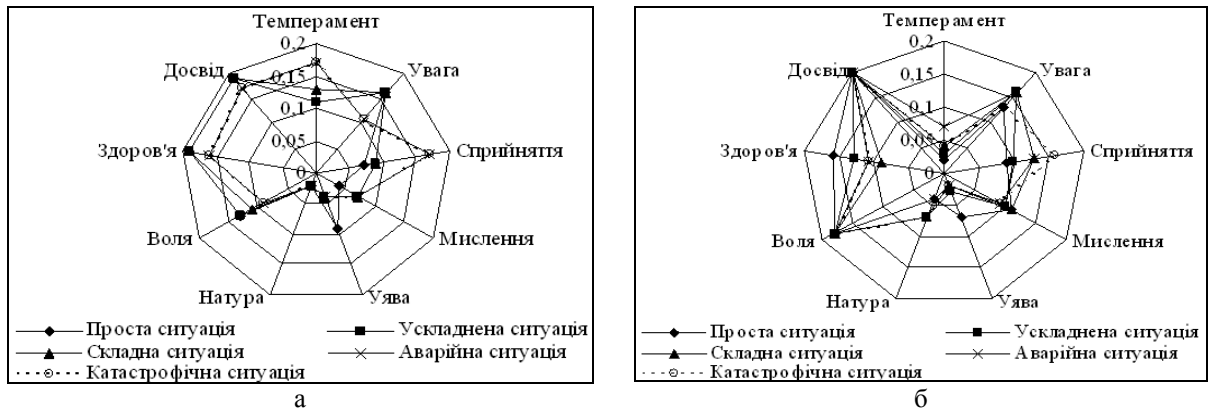 Темперамент
0,2
Досвід
0,15
Увага
0,1
0,05
Здоров'я
0
Сприйняття
Воля
Мислення
Натура
Уява
Проста ситуація
Ускладнена ситуація
Складна ситуація
Аварійна ситуація
Катастрофічна ситуація
а
Темперамент
0,2
Досвід
0,15
Увага
0,1
0,05
Здоров'я
0
Сприйняття
Воля
Мислення
Натура
Уява
Проста ситуація
Ускладнена ситуація
Складна ситуація
Аварійна ситуація
Катастрофічна ситуація
б